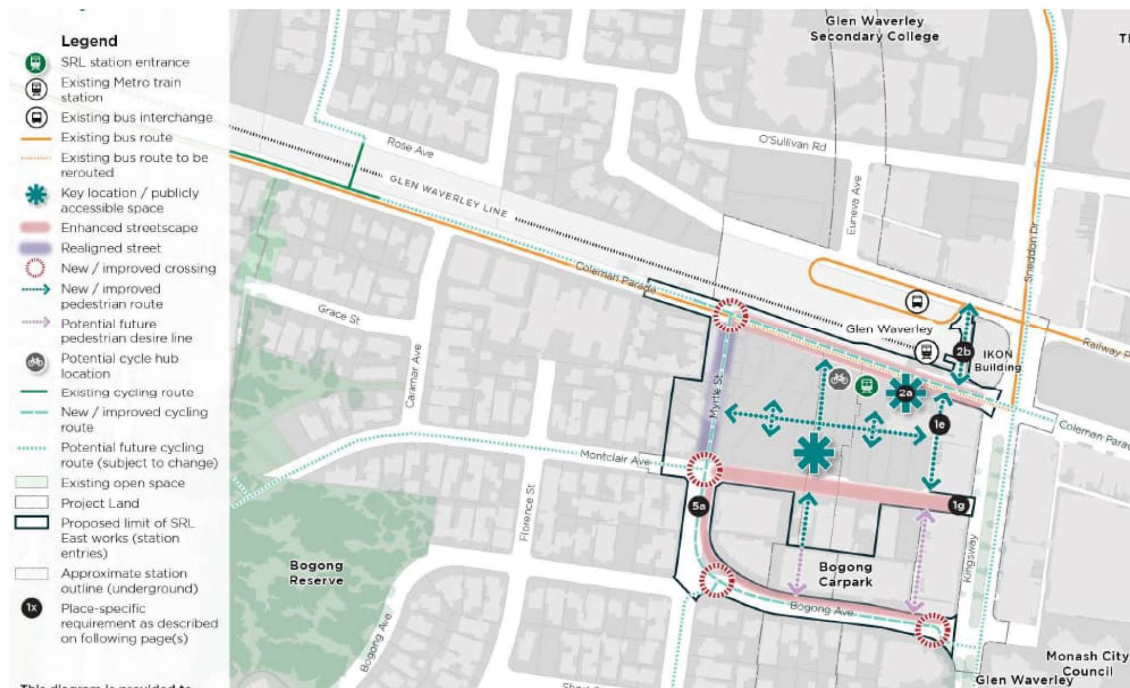 Legend
SRL station entrance
Existing Metro train
station
Existing bus interchange
Existing bus route
Existing bus route to be
rerouted
Key location / publicly
accessible space
Enhanced streetscape
Realigned street
New / improved crossing
New / improved
pedestrian route
Potential future
pedestrian desire line
Potential cycle hub
location
Existing cycling route
New / improved cycling
route
Potential future cycling
route (subject to change)
Existing open space
Project Land
Proposed limit of SRL
East works (station
entries)
Approximate station
outline (underground)
1x
Place-specific
requirement as described
on following page(s)
This diagram is provided to
Glen Waverley
Secondary College
Rose Ave
O'Sullivan Rd
GLEN WAVERLEY LINE
Euneva Ave
Sneddon Dr
Coleman Parade
Glen Waverley
Railway P
2b
IKON
Building
Grace St
Caramar Ave
Myrtle St
2a
1e
Coleman Parad
Montclair Ave
Florence St
5a
1g
Kingsway
Bogong
Reserve
Bogong
Carpark
Bogong Ave
Bogong Ave
Monash City
Council
Glen Waverley